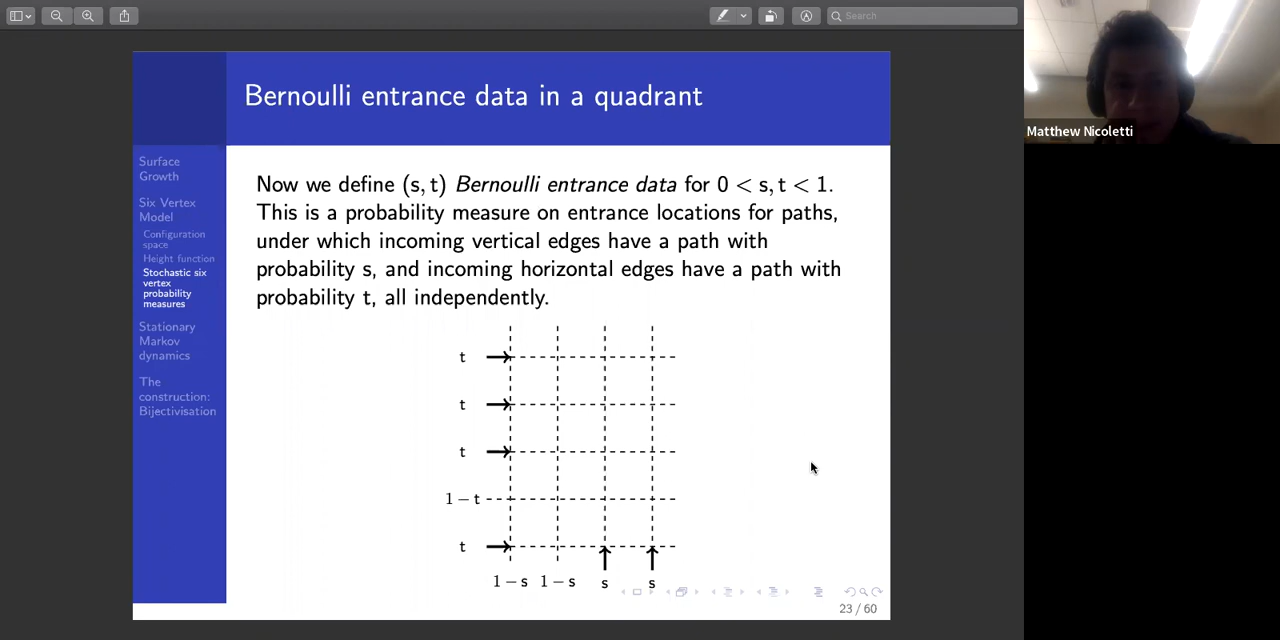 Search
Matthew Nicoletti
Bernoulli entrance data in a quadrant
Surface
Growth
Six Vertex
Model
Configuration
space
Height function
Stochastic six
vertex
probability
measures
Stationary
Markov
dynamics
The
construction:
Bijectivisation
Now we define (s, t) Bernoulli entrance data for 0 < s, t < 1.
This is a probability measure on entrance locations for paths,
under which incoming vertical edges have a path with
probability s, and incoming horizontal edges have a path with
probability t, all independently.
t
t
t
1 − t
t
1 − s 1 − s s s
23 / 60